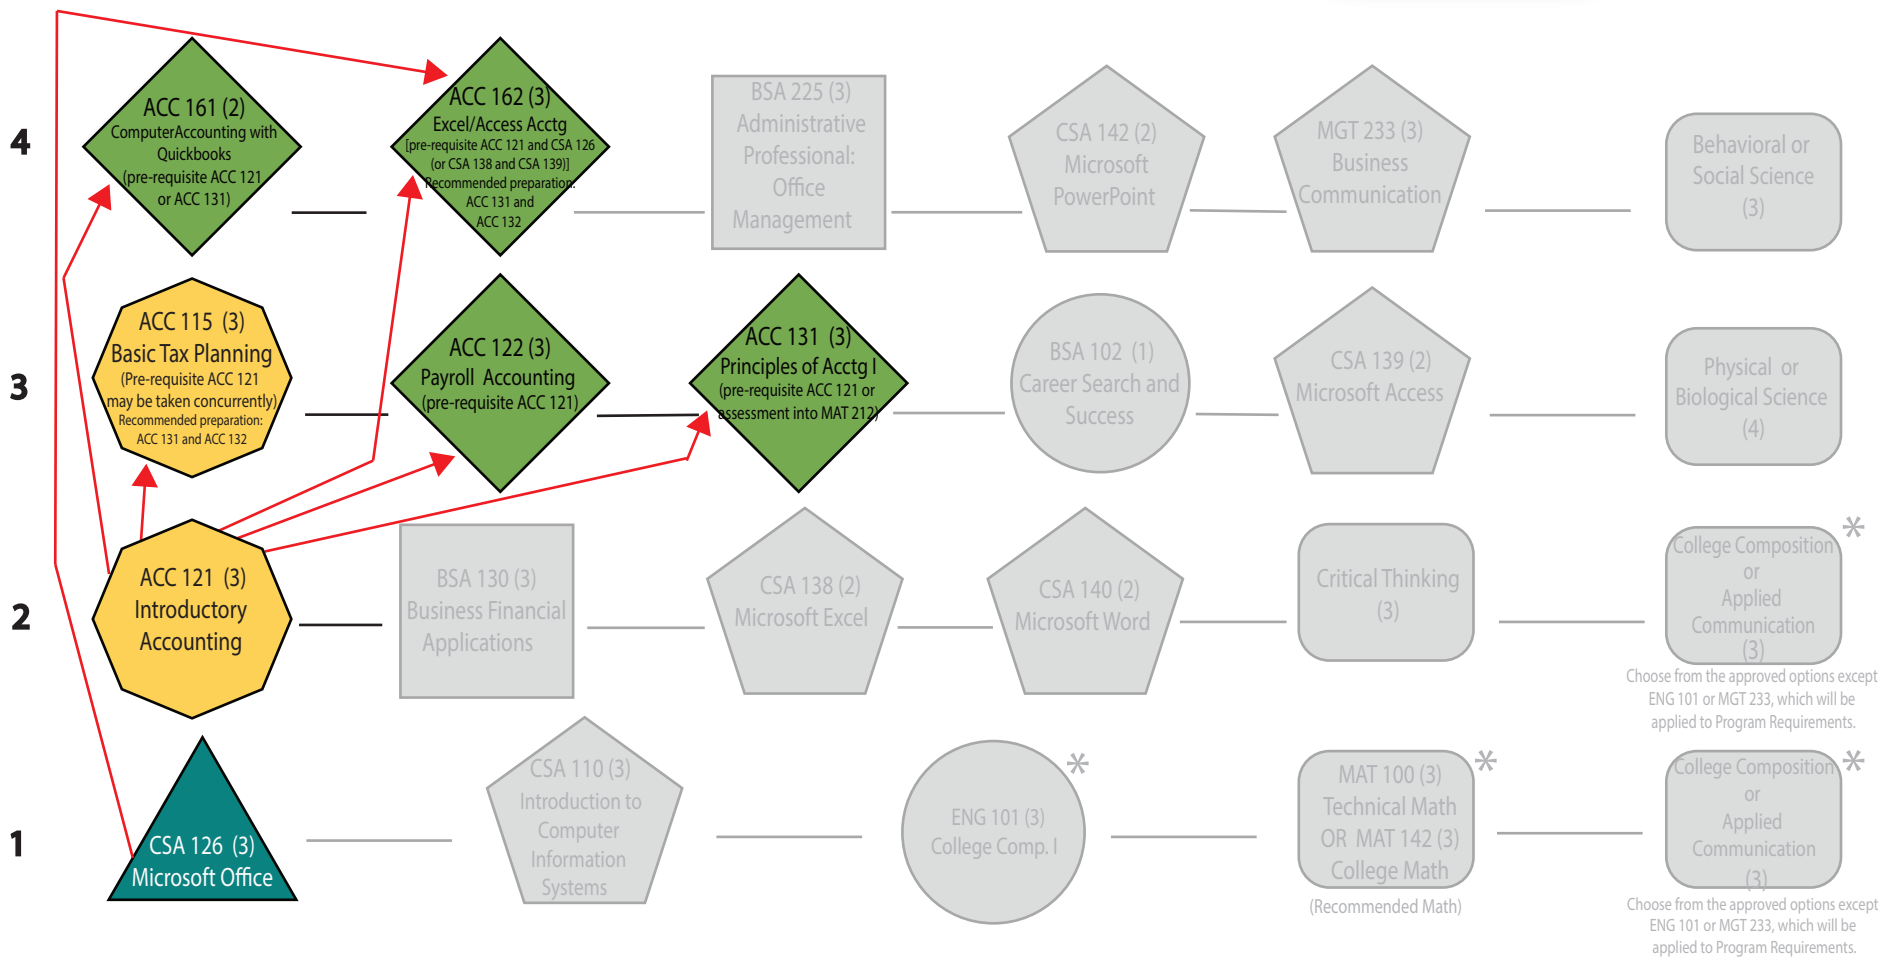 4
ACC 161 (2)
ComputerAccounting with
Quickbooks
(pre-requisite ACC 121
or ACC 131)
ACC 162 (3)
Excel/Access Acctg
[pre-requisite ACC 121 and CSA 126
(or CSA 138 and CSA 139)]
Recommended preparation:
ACC 131 and
ACC 132
BSA 225 (3)
Administrative
Professional:
Office
Management
CSA 142 (2)
Microsoft
PowerPoint
MGT 233 (3)
Business
Communication
Behavioral or
Social Science
(3)
3
ACC 115 (3)
Basic Tax Planning
(Pre-requisite ACC 121
may be taken concurrently)
Recommended preparation:
ACC 131 and ACC 132
ACC 122 (3)
Payroll Accounting
(pre-requisite ACC 121)
ACC 131 (3)
Principles of Acctg I
(pre-requisite ACC 121 or
assessment into MAT 212)
BSA 102 (1)
Career Search and
Success
CSA 139 (2)
Microsoft Access
Physical or
Biological Science
(4)
2
ACC 121 (3)
Introductory
Accounting
BSA 130 (3)
Business Financial
Applications
CSA 138 (2)
Microsoft Excel
CSA 140 (2)
Microsoft Word
Critical Thinking
(3)
*
College Composition
or
Applied
Communication
(3)
Choose from the approved options except
ENG 101 or MGT 233, which will be
applied to Program Requirements.
1
CSA 126 (3)
Microsoft Office
CSA 110 (3)
Introduction to
Computer
Information
Systems
*
ENG 101 (3)
College Comp. I
*
MAT 100 (3)
Technical Math
OR MAT 142 (3)
College Math
(Recommended Math)
*
College Composition
or
Applied
Communication
(3)
Choose from the approved options except
ENG 101 or MGT 233, which will be
applied to Program Requirements.